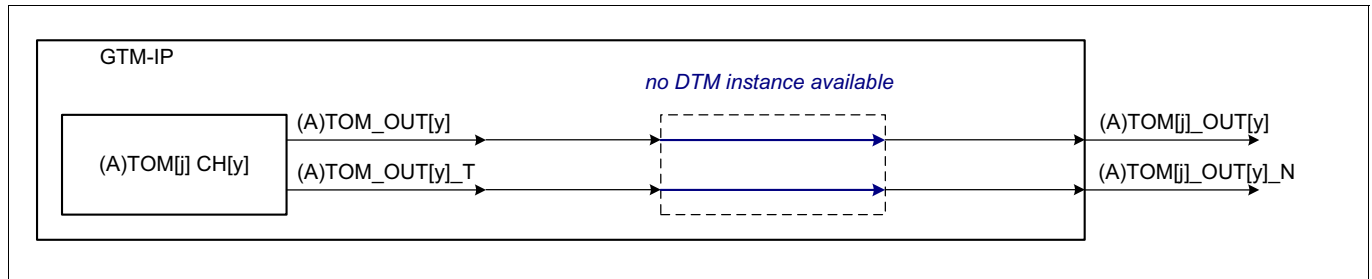 GTM-IP
no DTM instance available
(A)TOM[j] CH[y]
(A)TOM_OUT[y]
(A)TOM[j]_OUT[y]
(A)TOM_OUT[y]_T
(A)TOM[j]_OUT[y]_N